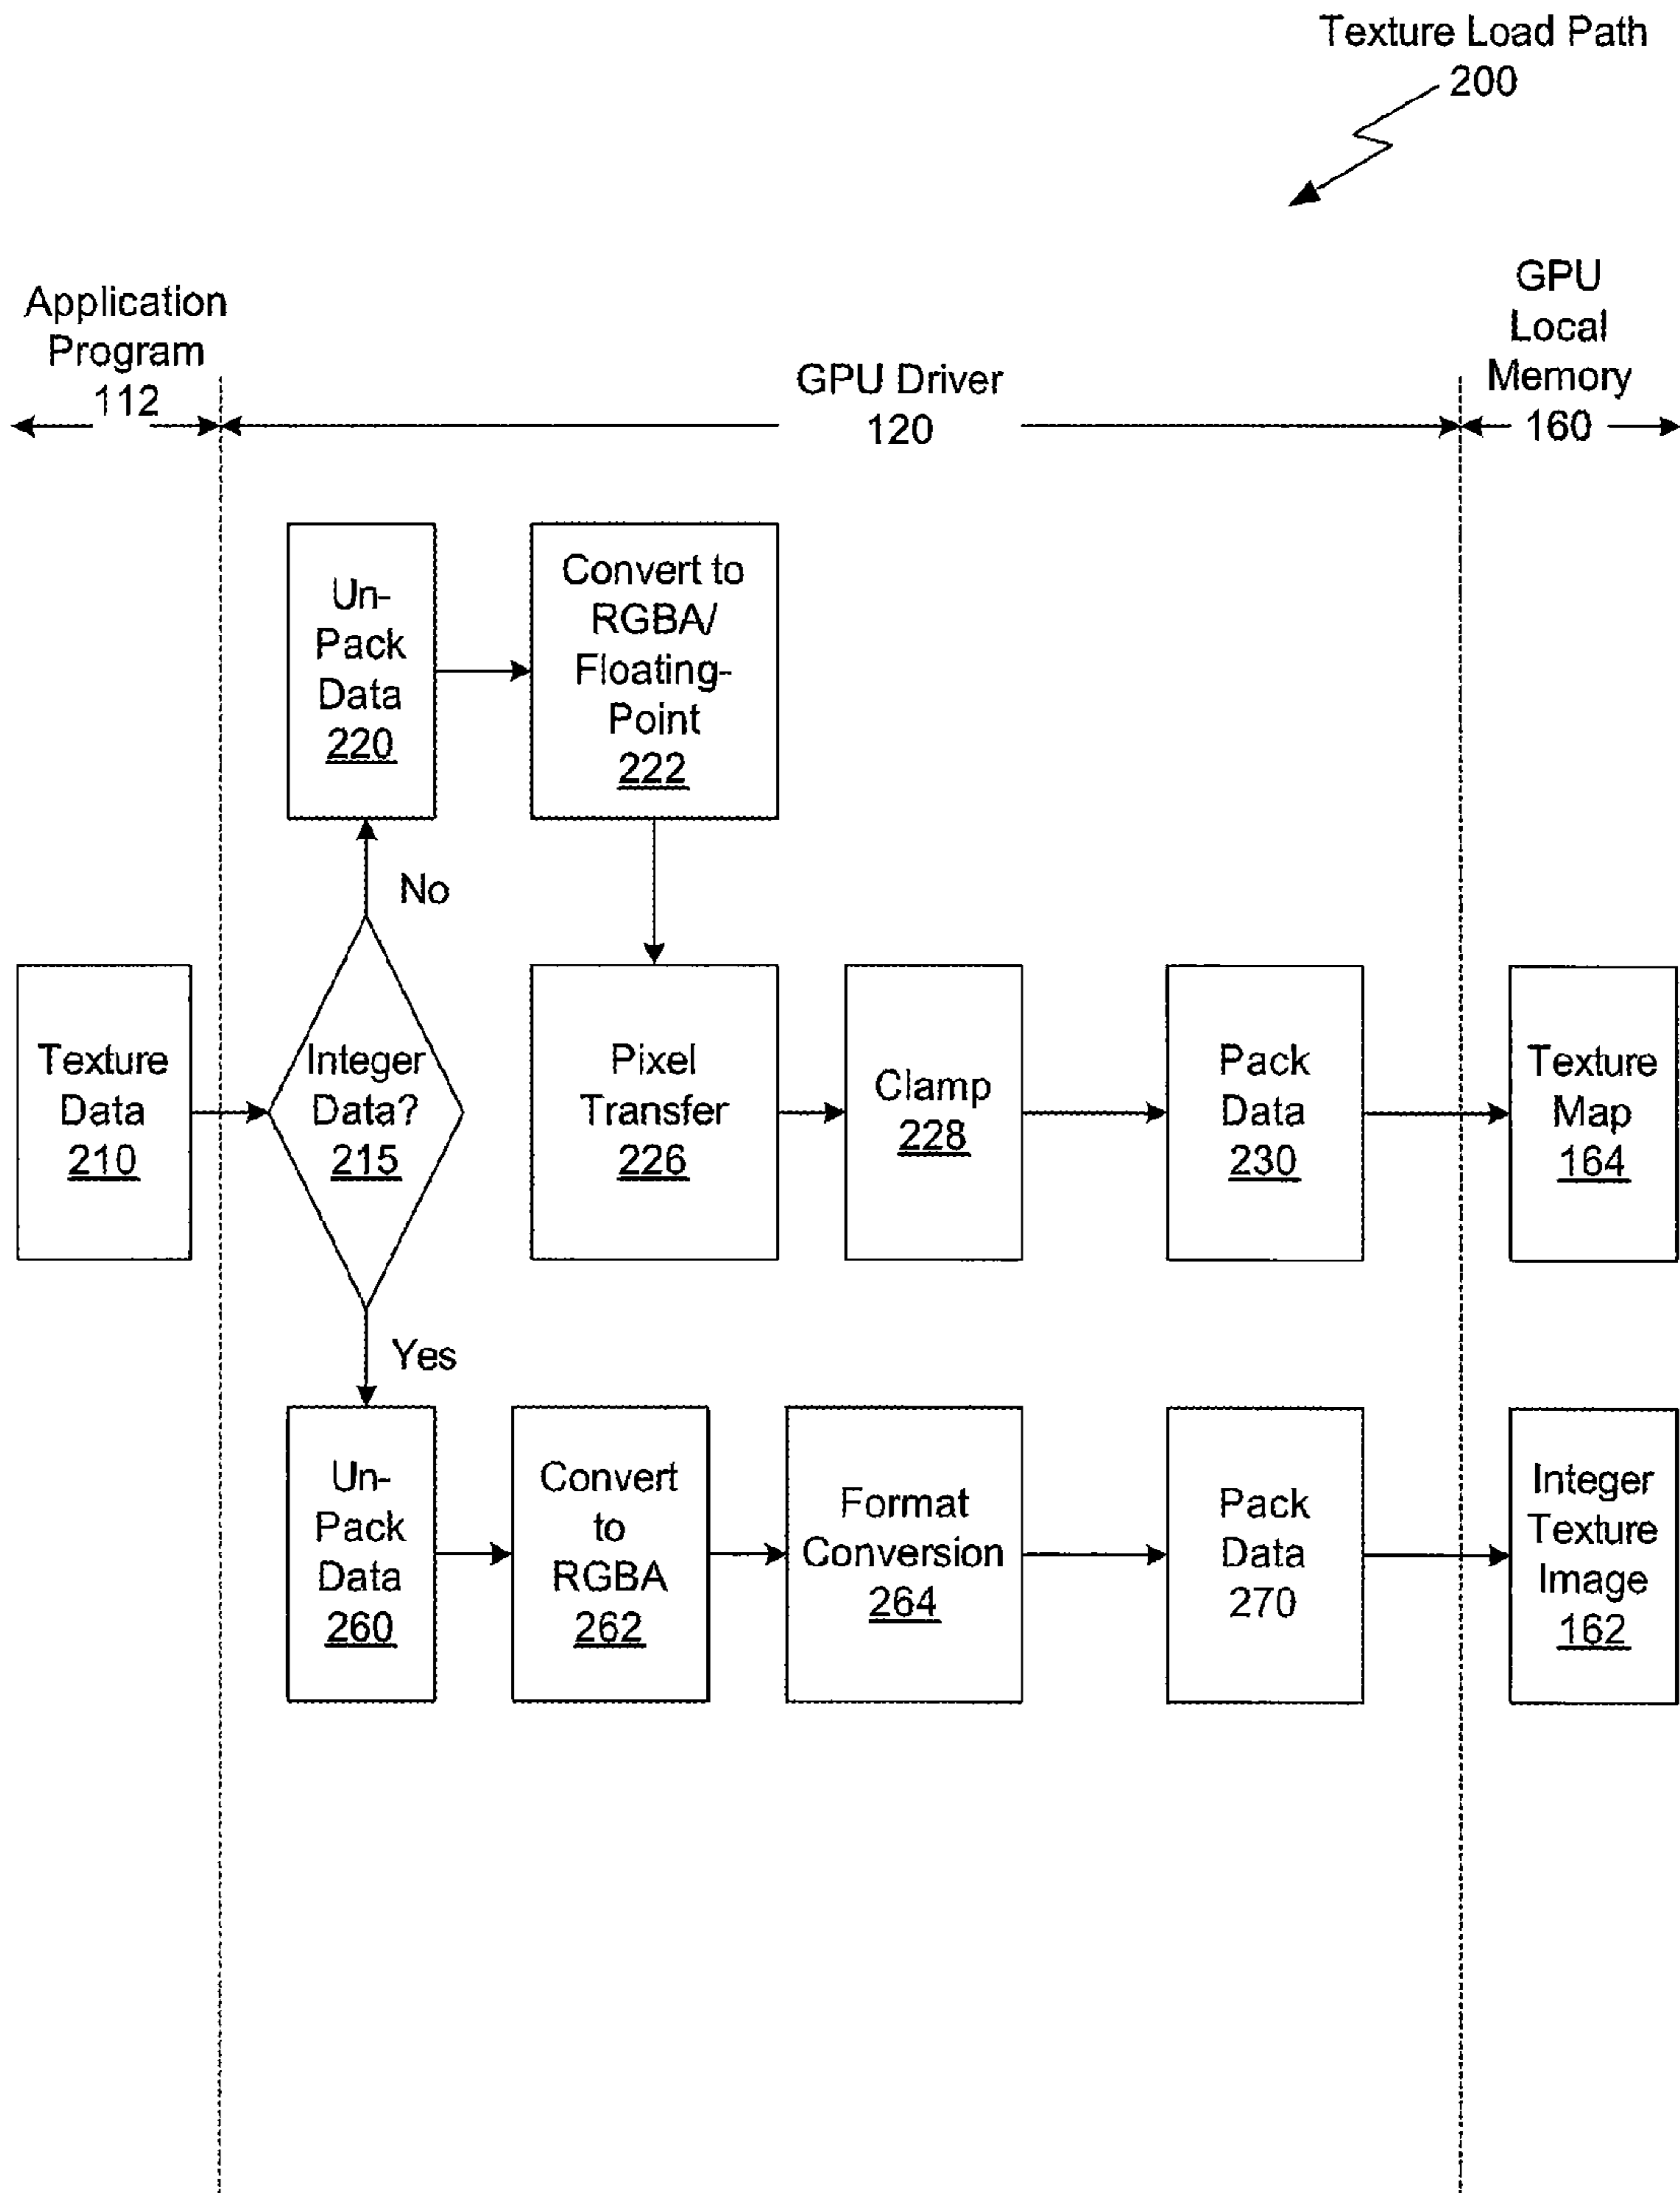 Texture Load Path
200
Application
Program
112
GPU Driver
120
GPU
Local
Memory
160
Un-
Pack
Data
220
Convert to
RGBA/
Floating-
Point
222
No
Texture
Data
210
Integer
Data?
215
Pixel
Transfer
226
Clamp
228
Pack
Data
230
Texture
Map
164
Yes
Un-
Pack
Data
260
Convert
to
RGBA
262
Format
Conversion
264
Pack
Data
270
Integer
Texture
Image
162